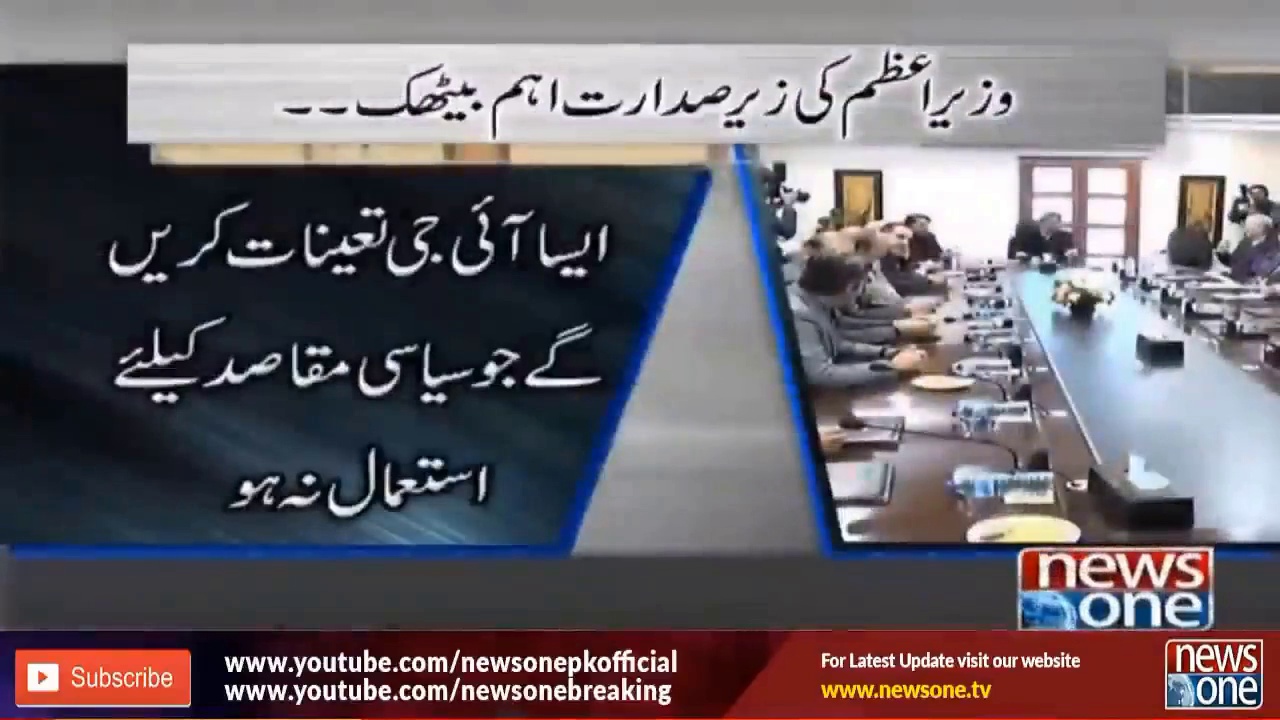 وزیراعظم کی زیرصدارت اہم بیٹھک۔۔
ایسا آئی جی تعینات کریں
گے جو سیاسی مقاصد کیلئے
استعمال نہ ہو
news
one
Subscribe
www.youtube.com/newsonepkofficial
www.youtube.com/newsonebreaking
For Latest Update visit our website
www.newsone.tv
news
one